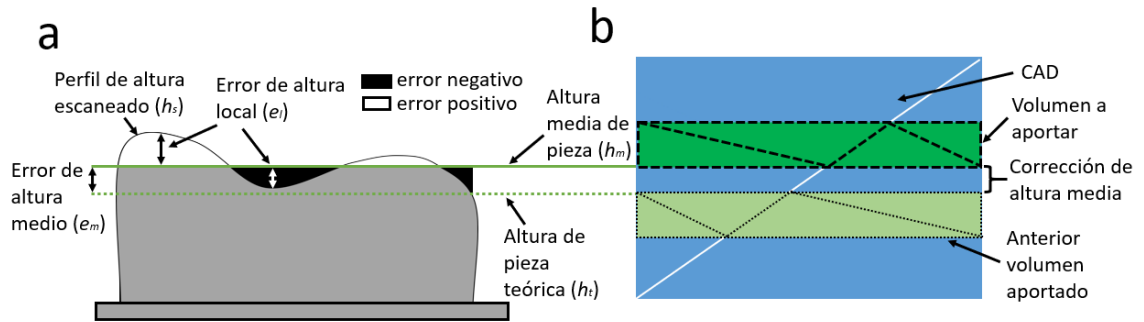 a
Perfil de altura
escaneado (hs)
Error de altura
local (el)
error negativo
error positivo
Altura
media de
pieza (hm)
Error de
altura
medio (em)
Altura de
pieza
teórica (ht)
b
CAD
Volumen a
aportar
Corrección de
altura media
Anterior
volumen
aportado